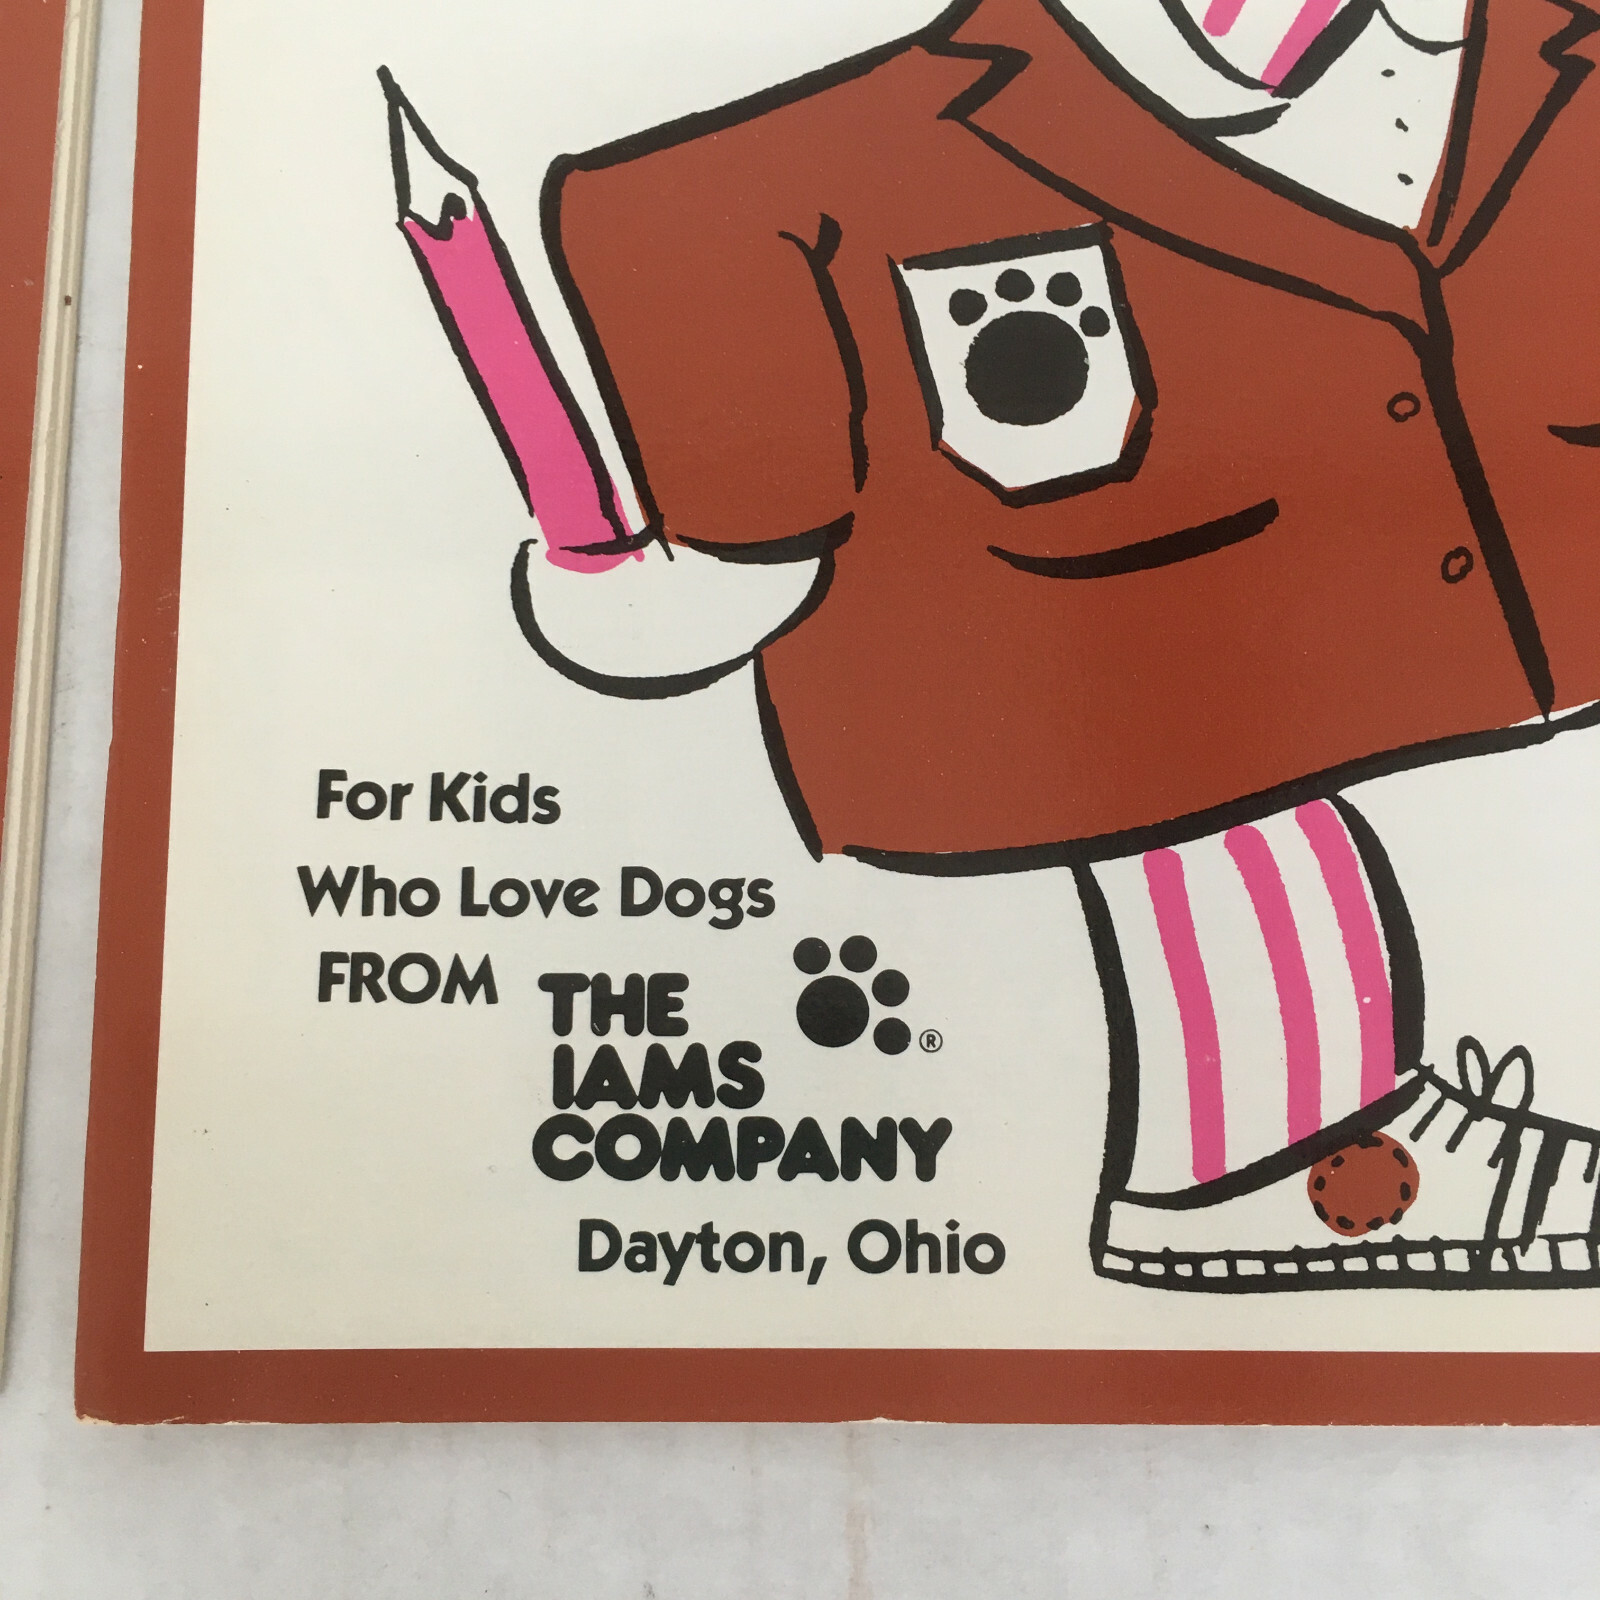 For Kids
Who Love Dogs
FROM THE
IAMS ®
COMPANY
Dayton, Ohio